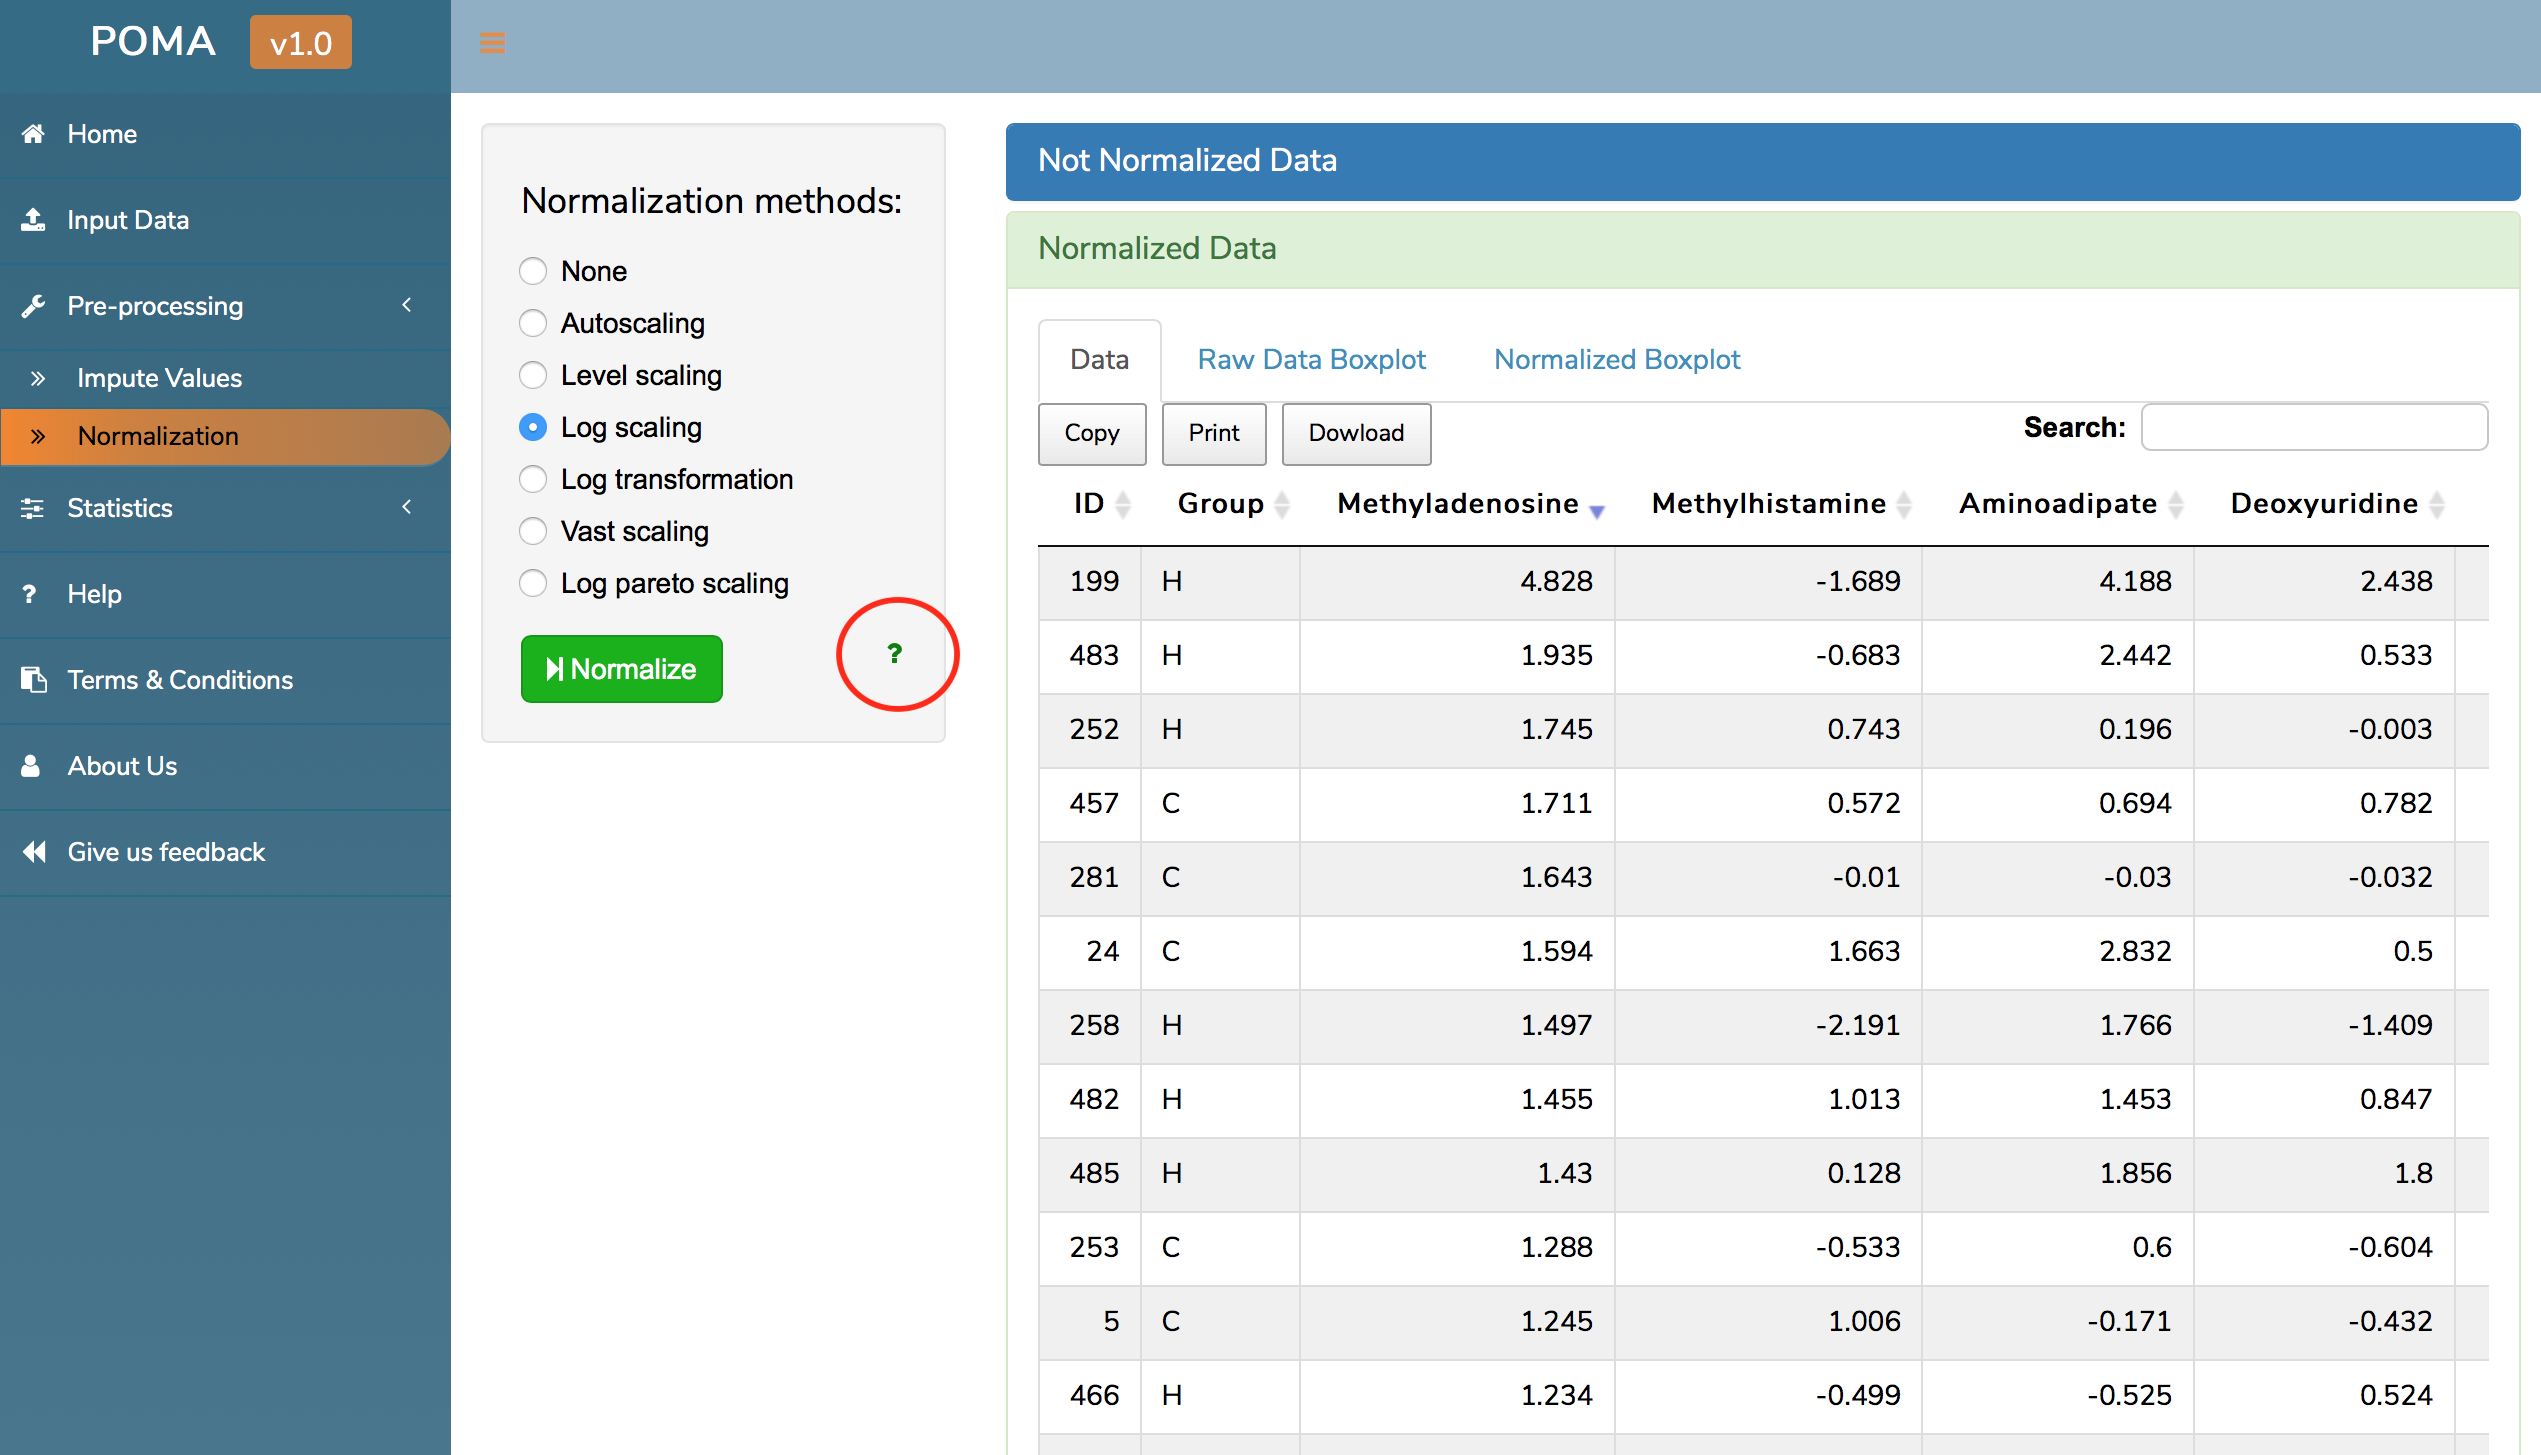 POMA v1.0
Home
Input Data
Pre-processing
Impute Values
Normalization
Statistics
? Help
Terms & Conditions
About Us
Give us feedback
Normalization methods:
None
Autoscaling
Level scaling
Log scaling
Log transformation
Vast scaling
Log pareto scaling
Normalize ?
Not Normalized Data
Normalized Data
Data Raw Data Boxplot Normalized Boxplot
Copy Print Dowload Search:
ID Group Methyladenosine Methylhistamine Aminoadipate Deoxyuridine
199 H 4.828 -1.689 4.188 2.438
483 H 1.935 -0.683 2.442 0.533
252 H 1.745 0.743 0.196 -0.003
457 C 1.711 0.572 0.694 0.782
281 C 1.643 -0.01 -0.03 -0.032
24 C 1.594 1.663 2.832 0.5
258 H 1.497 -2.191 1.766 -1.409
482 H 1.455 1.013 1.453 0.847
485 H 1.43 0.128 1.856 1.8
253 C 1.288 -0.533 0.6 -0.604
5 C 1.245 1.006 -0.171 -0.432
466 H 1.234 -0.499 -0.525 0.524